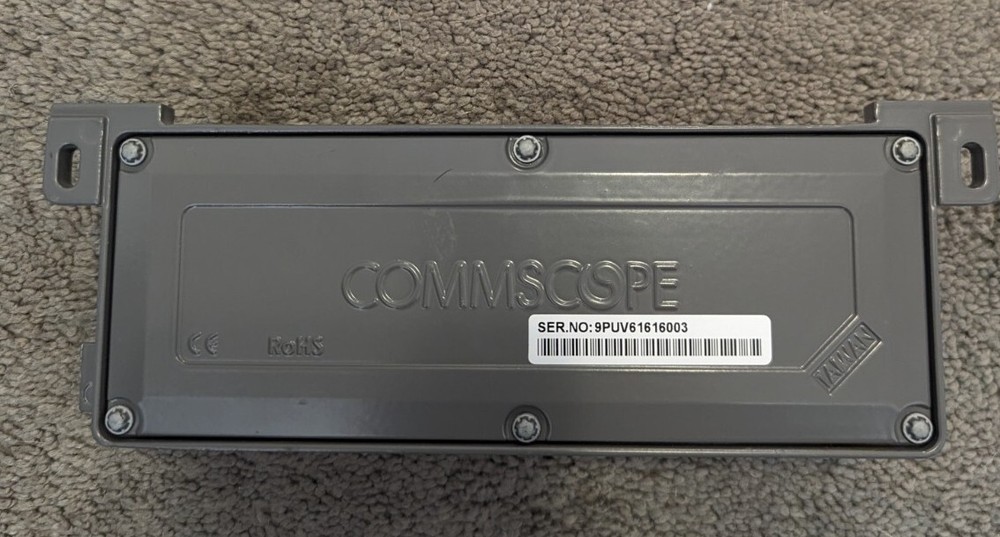 COMMSCOPE
SER.NO: 9PUV61616003
CE RoHS
TAIWAN